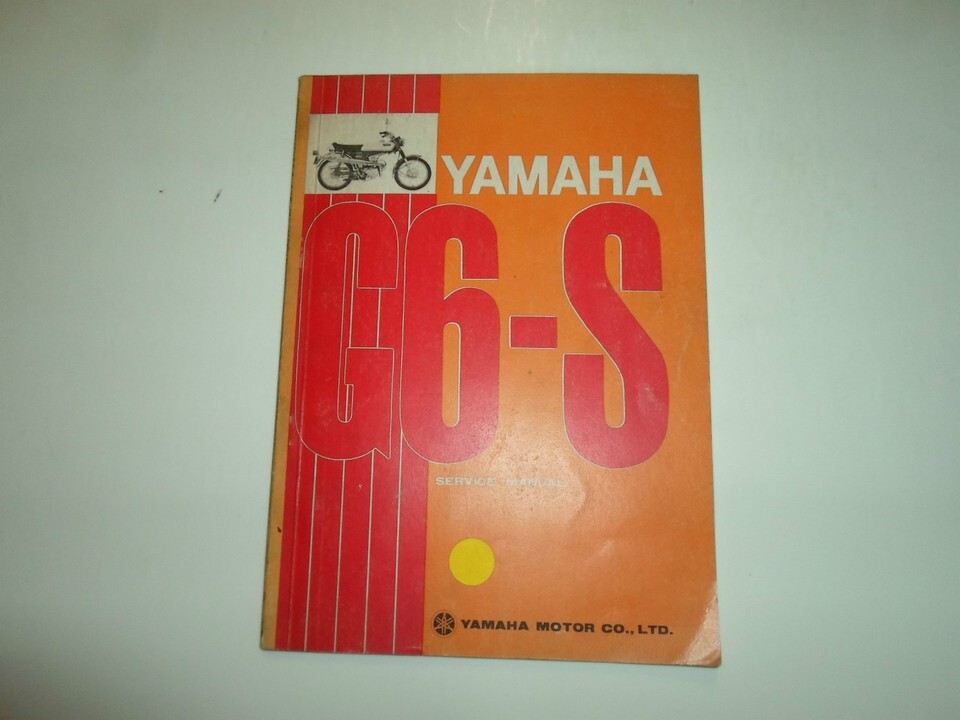 YAMAHA
G6-S
SERVICE MANUAL
YAMAHA MOTOR CO., LTD.